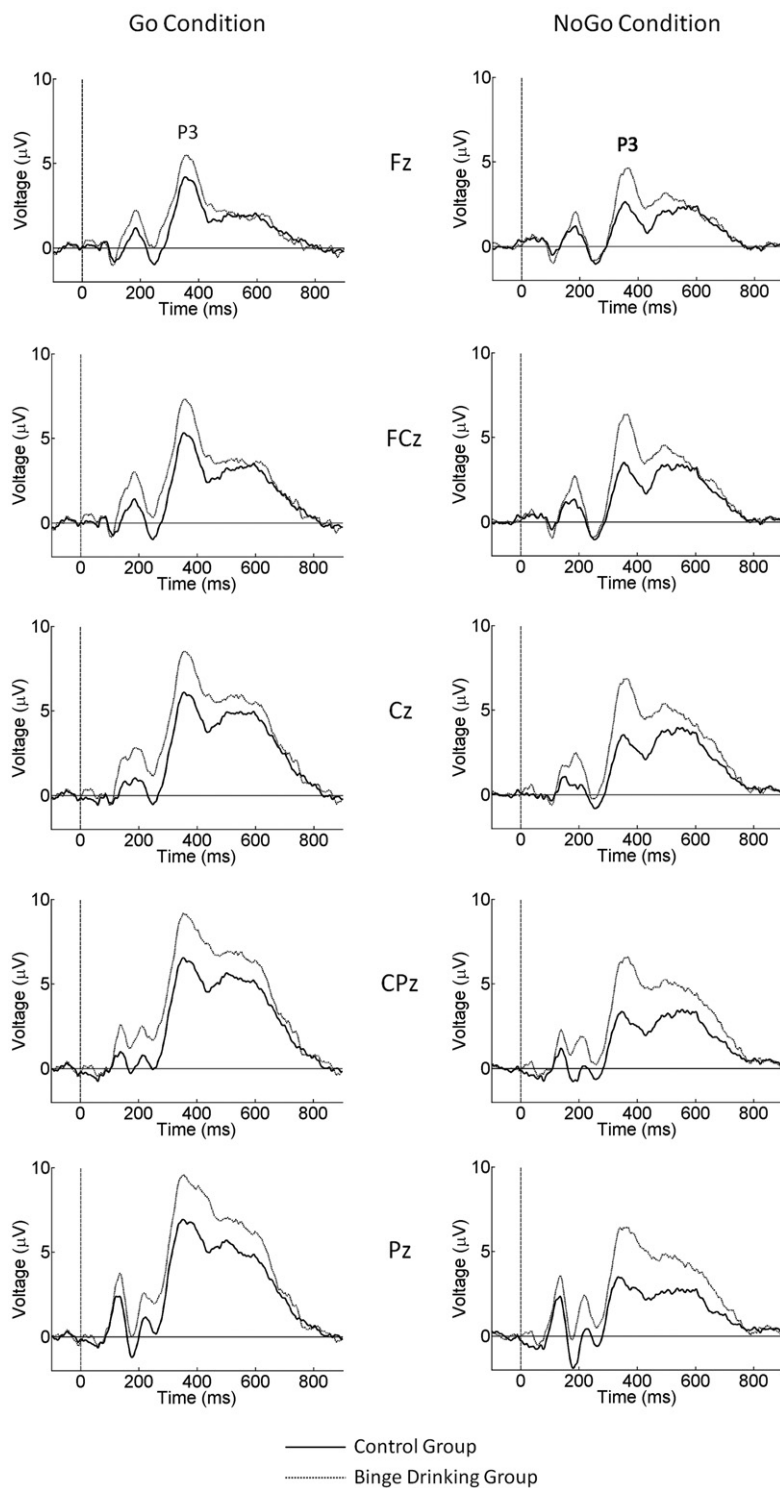 Go Condition NoGo Condition
10
5
0
Voltage (μV)
P3
0 200 400 600 800
Time (ms)
Fz
10
5
0
Voltage (μV)
P3
0 200 400 600 800
Time (ms)
10
5
0
Voltage (μV)
0 200 400 600 800
Time (ms)
FCz
10
5
0
Voltage (μV)
0 200 400 600 800
Time (ms)
10
5
0
Voltage (μV)
0 200 400 600 800
Time (ms)
Cz
10
5
0
Voltage (μV)
0 200 400 600 800
Time (ms)
10
5
0
Voltage (μV)
0 200 400 600 800
Time (ms)
CPz
10
5
0
Voltage (μV)
0 200 400 600 800
Time (ms)
10
5
0
Voltage (μV)
0 200 400 600 800
Time (ms)
Pz
10
5
0
Voltage (μV)
0 200 400 600 800
Time (ms)
Control Group
Binge Drinking Group